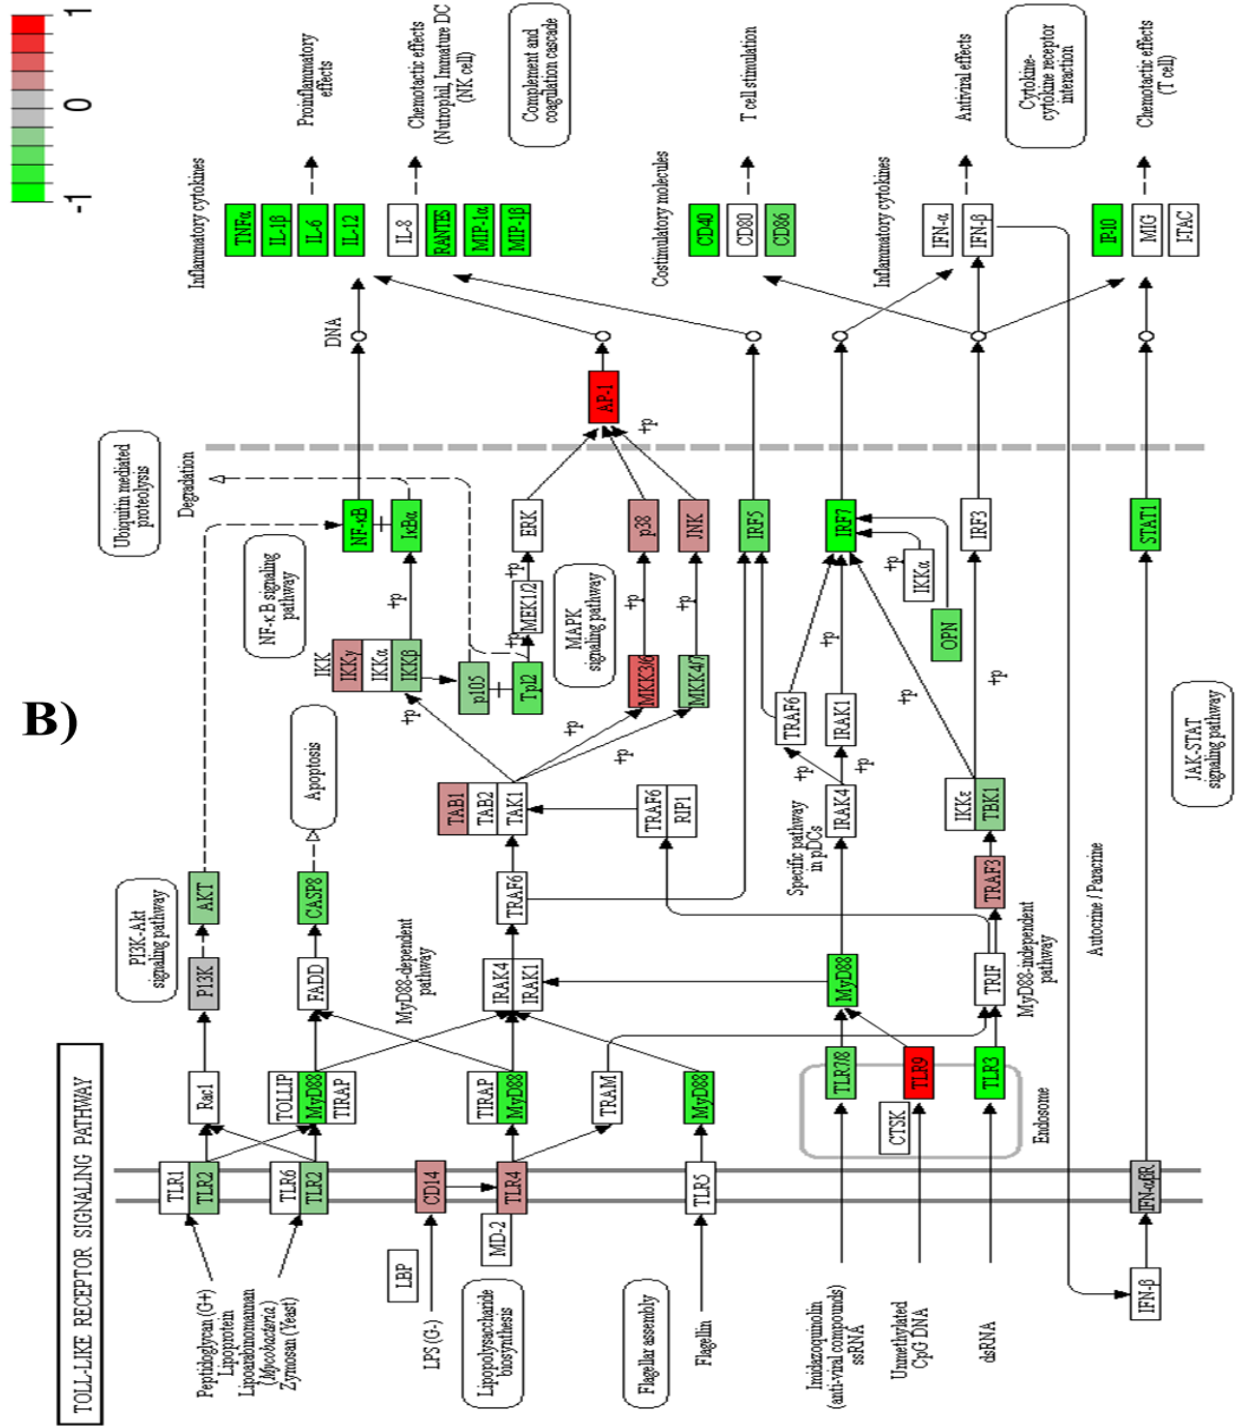 B)
-1
0
1
TOLL-LIKE RECEPTOR SIGNALING PATHWAY
Peptidoglycan (G+)
Lipoprotein
Lipoarabinomannan
(Mycobacteria)
Zymosan (Yeast)
LPS (G-)
LBP
Lipopolysaccharide
biosynthesis
Flagellar assembly
Flagellin
Imidazoquinolin
(anti-viral compounds)
ssRNA
Unmethylated
CpG DNA
dsRNA
IFN-β
TLR1
TLR2
TLR6
TLR2
CD14
MD-2
TLR4
TLR5
IFN-αβR
Rac1
TOLLIP
MyD88
TIRAP
TIRAP
MyD88
TRAM
MyD88
TLR7/8
CTSK
TLR9
TLR3
Endosome
PI3K-Akt
signaling pathway
PI3K
AKT
FADD
CASP8
Apoptosis
MyD88-dependent
pathway
IRAK4
IRAK1
TRAF6
TAB1
TAB2
TAK1
TRAF6
RIP1
MyD88
Specific pathway
in pDCs
IRAK4
TRIF
MyD88-independent
pathway
TRAF3
IKKε
TBK1
Autocrine / Paracrine
JAK-STAT
signaling pathway
Ubiquitin mediated
proteolysis
Degradation
NF-κB signaling
pathway
IKK
IKKγ
IKKα
IKKβ
+p
+p
p105
Tpl2
+p
MEK1/2
+p
ERK
MAPK
signaling pathway
+p
+p
MKK3/6
MKK4/7
+p
+p
p38
JNK
NF-κB
IκBα
+p
TRAF6
IRAK1
+p
+p
+p
+p
+p
OPN
IKKα
+p
IRF5
IRF7
IRF3
STAT1
AP-1
DNA
Inflammatory cytokines
TNFα
IL-1β
IL-6
IL-12
Proinflammatory
effects
IL-8
RANTES
MIP-1α
MIP-1β
Chemotactic effects
(Nutrophil, Immature DC
(NK cell)
Complement and
coagulation cascade
Costimulatory molecules
CD40
CD80
CD86
T cell stimulation
Inflammatory cytokines
IFN-α
IFN-β
Antiviral effects
Cytokine-
cytokine receptor
interaction
IP-10
MIG
I-TAC
Chemotactic effects
(T cell)